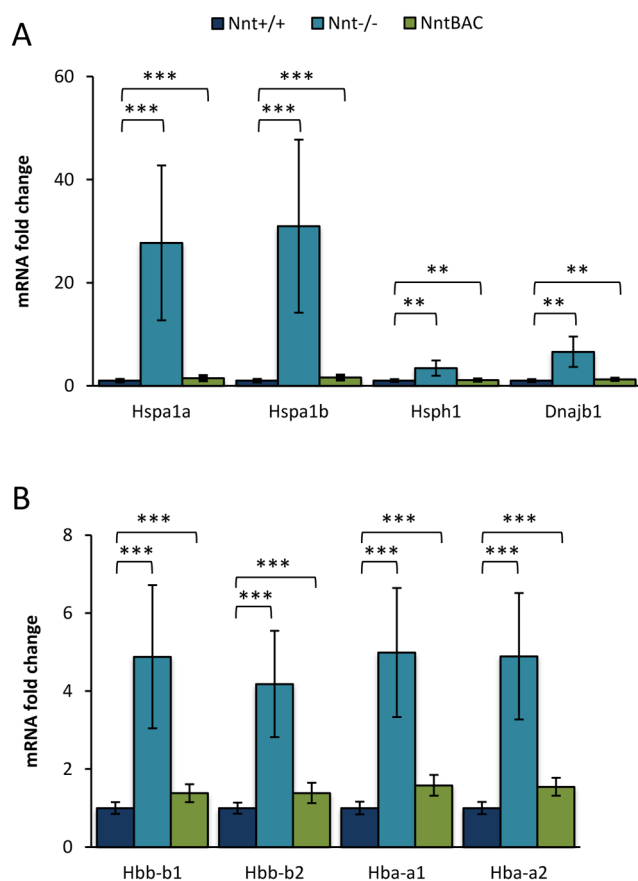 A
Nnt+/+ Nnt-/- NntBAC
mRNA fold change
60
40
20
0
*** *** ** **
*** *** ** **
Hspa1a Hspa1b Hsph1 Dnajb1
B
mRNA fold change
8
6
4
2
0
*** *** *** ***
*** *** *** ***
Hbb-b1 Hbb-b2 Hba-a1 Hba-a2